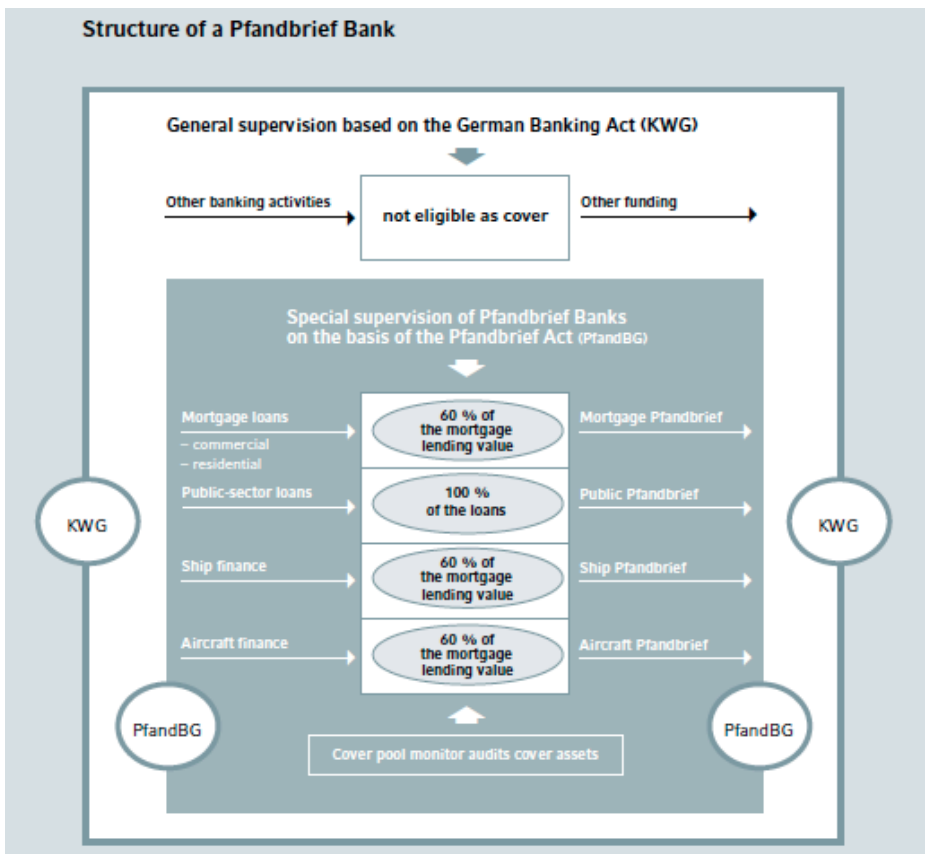 Structure of a Pfandbrief Bank
General supervision based on the German Banking Act (KWG)
Other banking activities
not eligible as cover
Other funding
Special supervision of Pfandbrief Banks
on the basis of the Pfandbrief Act (PfandBG)
Mortgage loans
– commercial
– residential
60 % of
the mortgage
lending value
Mortgage Pfandbrief
Public-sector loans
100 %
of the loans
Public Pfandbrief
KWG
KWG
Ship finance
60 % of
the mortgage
lending value
Ship Pfandbrief
Aircraft finance
60 % of
the mortgage
lending value
Aircraft Pfandbrief
PfandBG
PfandBG
Cover pool monitor audits cover assets